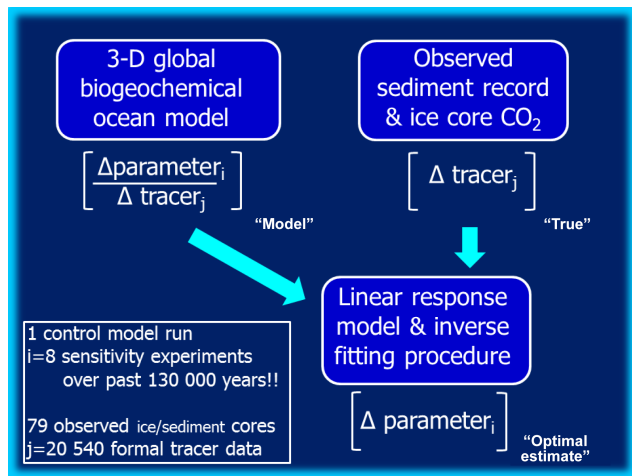 3-D global
biogeochemical
ocean model
Observed
sediment record
& ice core CO₂
Δparameterᵢ
Δ tracerⱼ
"Model"
Δ tracerⱼ
"True"
Linear response
model & inverse
fitting procedure
Δ parameterᵢ
"Optimal
estimate"
1 control model run
i=8 sensitivity experiments
over past 130 000 years!!
79 observed ice/sediment cores
j=20 540 formal tracer data